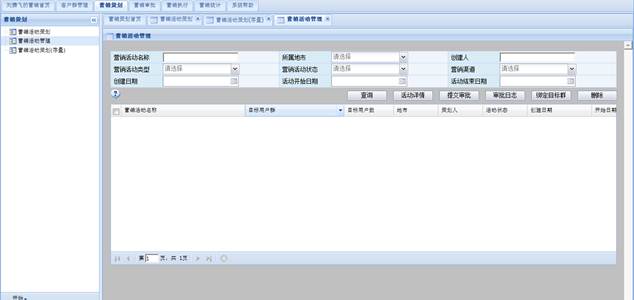 营销首页 客户群管理 营销策划 营销审批 营销执行 营销统计 系统帮助
营销策划
营销活动策划
营销活动管理
营销活动策划(存量)
营销策划首页 营销活动策划 营销活动策划(存量) 营销活动管理
营销活动管理
营销活动名称 所属地市 请选择 创建人
营销活动类型 请选择 营销活动状态 请选择 营销渠道 请选择
创建日期 活动开始日期 活动结束日期
查询 活动详情 提交审批 审批日志 绑定目标群 删除
营销活动名称 目标用户群 目标用户数 地市 策划人 活动状态 创建日期 开始日期
第 1 页, 共 1页
开始